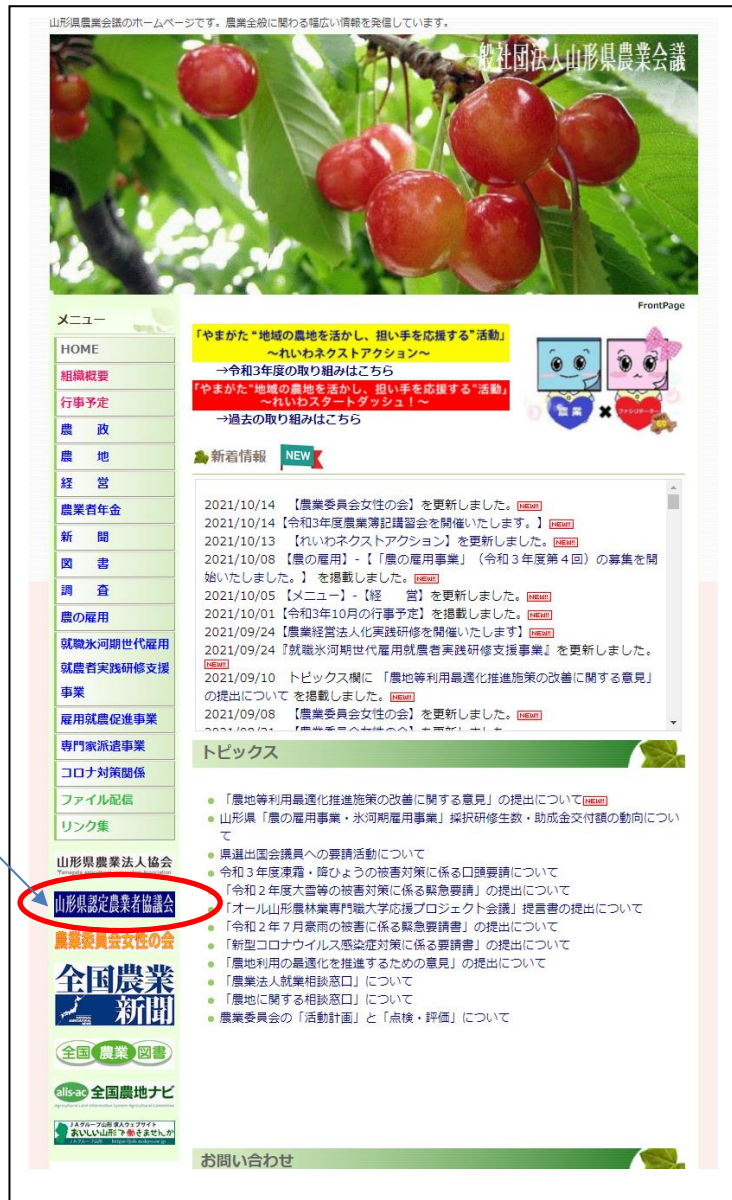 山形県農業会議のホームページです。農業全般に関わる幅広い情報を発信しています。
一般社団法人山形県農業会議
FrontPage
メニュー
HOME
組織概要
行事予定
農　政
農　地
経　営
農業者年金
新　聞
図　書
調　査
農の雇用
就職氷河期世代雇用
就農者実践研修支援
事業
雇用就農促進事業
専門家派遣事業
コロナ対策関係
ファイル配信
リンク集
山形県農業法人協会
山形県認定農業者協議会
農業委員会女性の会
全国農業
新聞
全国 農業 図書
alis-ac 全国農地ナビ
JAグループ山形 求人ウェブサイト
おいしい山形で働きませんか
「やまがた“地域の農地を活かし、担い手を応援する”活動」
～れいわネクストアクション～
→令和3年度の取り組みはこちら
「やまがた“地域の農地を活かし、担い手を応援する”活動」
～れいわスタートダッシュ！～
→過去の取り組みはこちら
農業 × ファシリテーター
新着情報 NEW
2021/10/14　【農業委員会女性の会】を更新しました。NEW!!
2021/10/14【令和3年度農業簿記講習会を開催いたします。】NEW!!
2021/10/13　【れいわネクストアクション】を更新しました。NEW!!
2021/10/08 【農の雇用】-【「農の雇用事業」（令和３年度第４回）の募集を開
始いたしました。】 を掲載しました。NEW!!
2021/10/05 【メニュー】-【経　　営】を更新しました。NEW!!
2021/10/01【令和3年10月の行事予定】を掲載しました。NEW!!
2021/09/24【農業経営法人化実践研修を開催いたします】NEW!!
2021/09/24『就職氷河期世代雇用就農者実践研修支援事業』を更新しました。
NEW!!
2021/09/10　トピックス欄に 「農地等利用最適化推進施策の改善に関する意見」
の提出について を掲載しました。NEW!!
2021/09/08　【農業委員会女性の会】を更新しました。NEW!!
トピックス
「農地等利用最適化推進施策の改善に関する意見」の提出についてNEW!!
山形県「農の雇用事業・氷河期雇用事業」採択研修生数・助成金交付額の動向につい
て
県選出国会議員への要請活動について
令和３年度凍霜・降ひょうの被害対策に係る口頭要請について
「令和２年度大雪等の被害対策に係る緊急要請」の提出について
「オール山形農林業専門職大学応援プロジェクト会議」提言書の提出について
「令和２年７月豪雨の被害に係る緊急要請書」の提出について
「新型コロナウイルス感染症対策に係る要請書」の提出について
「農地利用の最適化を推進するための意見」の提出について
「農業法人就業相談窓口」について
「農地に関する相談窓口」について
農業委員会の「活動計画」と「点検・評価」について
お問い合わせ